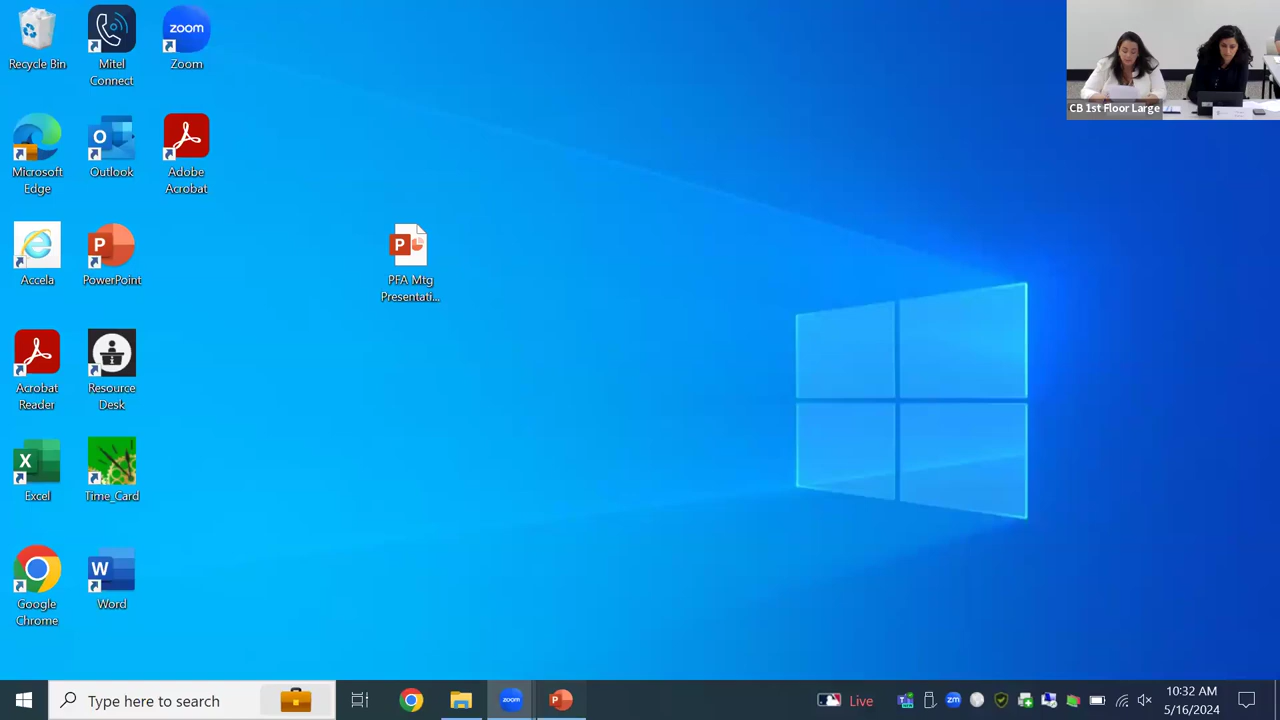 Recycle Bin
Mitel
Connect
zoom
Zoom
CB 1st Floor Large
Microsoft
Edge
Outlook
Adobe
Acrobat
Accela
P
PowerPoint
P
PFA Mtg
Presentati...
Acrobat
Reader
Resource
Desk
X
Excel
Time_Card
Google
Chrome
W
Word
Type here to search
zoom
P
Live
zm
10:32 AM
5/16/2024